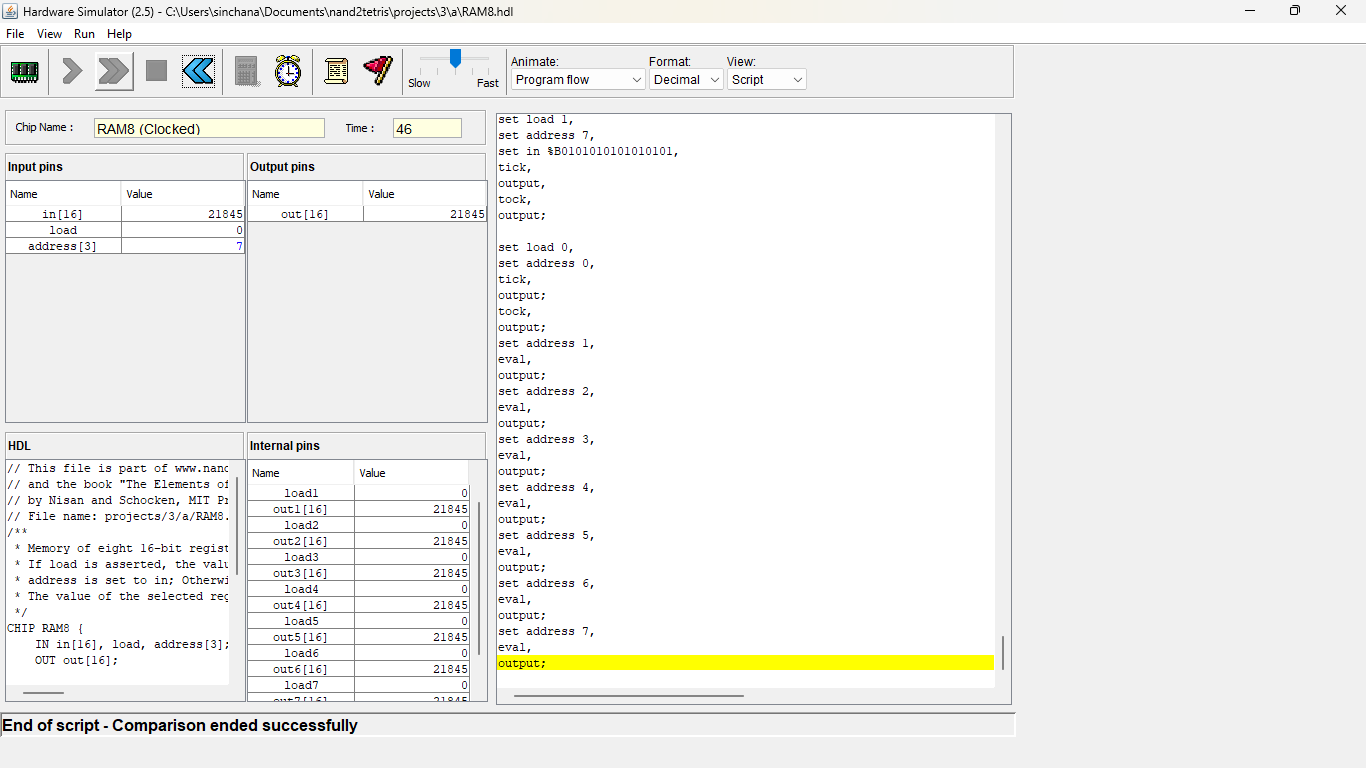 Hardware Simulator (2.5) - C:\Users\sinchana\Documents\nand2tetris\projects\3\a\RAM8.hdl
File View Run Help
Slow Fast
Animate: Format: View:
Program flow Decimal Script
Chip Name : RAM8 (Clocked) Time : 46
Input pins
Name Value
in[16] 21845
load 0
address[3] 7
Output pins
Name Value
out[16] 21845
HDL
// This file is part of www.nand
// and the book "The Elements of
// by Nisan and Schocken, MIT Pr
// File name: projects/3/a/RAM8.
/**
* Memory of eight 16-bit regist
* If load is asserted, the valu
* address is set to in; Otherwi
* The value of the selected reg
*/
CHIP RAM8 {
IN in[16], load, address[3];
OUT out[16];
Internal pins
Name Value
load1 0
out1[16] 21845
load2 0
out2[16] 21845
load3 0
out3[16] 21845
load4 0
out4[16] 21845
load5 0
out5[16] 21845
load6 0
out6[16] 21845
load7 0
out7[16] 21845
set load 1,
set address 7,
set in %B0101010101010101,
tick,
output,
tock,
output;
set load 0,
set address 0,
tick,
output;
tock,
output;
set address 1,
eval,
output;
set address 2,
eval,
output;
set address 3,
eval,
output;
set address 4,
eval,
output;
set address 5,
eval,
output;
set address 6,
eval,
output;
set address 7,
eval,
output;
End of script - Comparison ended successfully